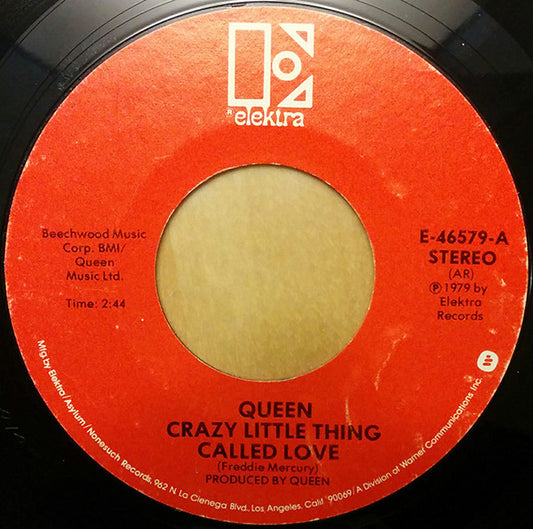 ® elektra
Beechwood Music
Corp. BMI/
Queen
Music Ltd.
Time: 2:44
E-46579-A
STEREO
(AR)
Ⓟ 1979 by
Elektra
Records
QUEEN
CRAZY LITTLE THING
CALLED LOVE
(Freddie Mercury)
PRODUCED BY QUEEN
Mfg by Elektra/Asylum/Nonesuch Records, 962 N La Cienega Blvd., Los Angeles, Calif 90069/A Division of Warner Communications Inc.